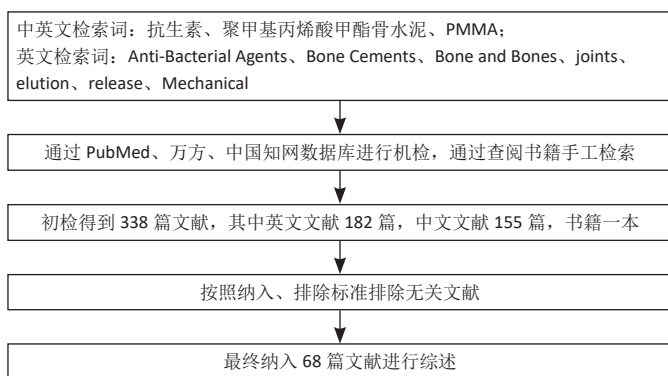 中英文检索词：抗生素、聚甲基丙烯酸甲酯骨水泥、PMMA；
英文检索词：Anti-Bacterial Agents、Bone Cements、Bone and Bones、joints、
elution、release、Mechanical
通过 PubMed、万方、中国知网数据库进行机检，通过查阅书籍手工检索
初检得到 338 篇文献，其中英文文献 182 篇，中文文献 155 篇，书籍一本
按照纳入、排除标准排除无关文献
最终纳入 68 篇文献进行综述